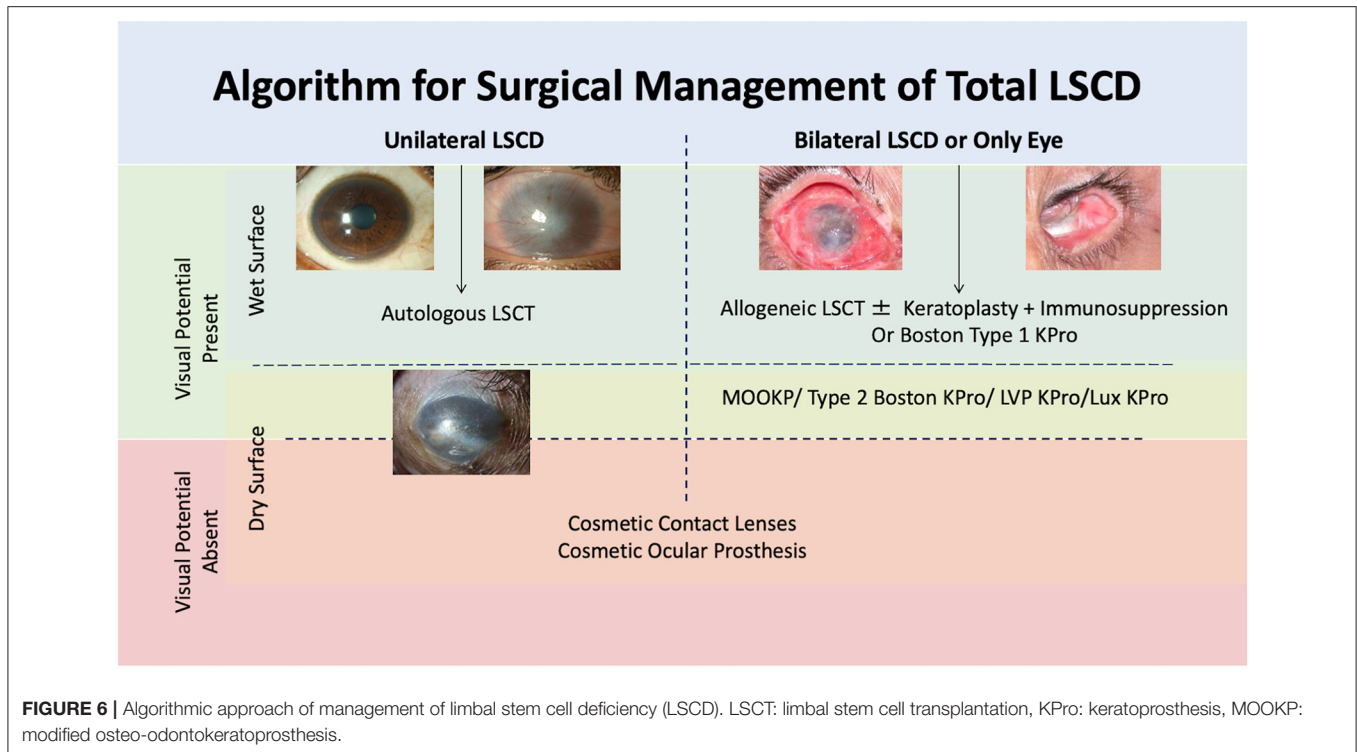 Algorithm for Surgical Management of Total LSCD
Unilateral LSCD
Bilateral LSCD or Only Eye
Visual Potential
Present
Wet Surface
Autologous LSCT
Allogeneic LSCT ± Keratoplasty + Immunosuppression
Or Boston Type 1 KPro
MOOKP/ Type 2 Boston KPro/ LVP KPro/Lux KPro
Visual Potential
Absent
Dry Surface
Cosmetic Contact Lenses
Cosmetic Ocular Prosthesis
FIGURE 6 | Algorithmic approach of management of limbal stem cell deficiency (LSCD). LSCT: limbal stem cell transplantation, KPro: keratoprosthesis, MOOKP:
modified osteo-odontokeratoprosthesis.